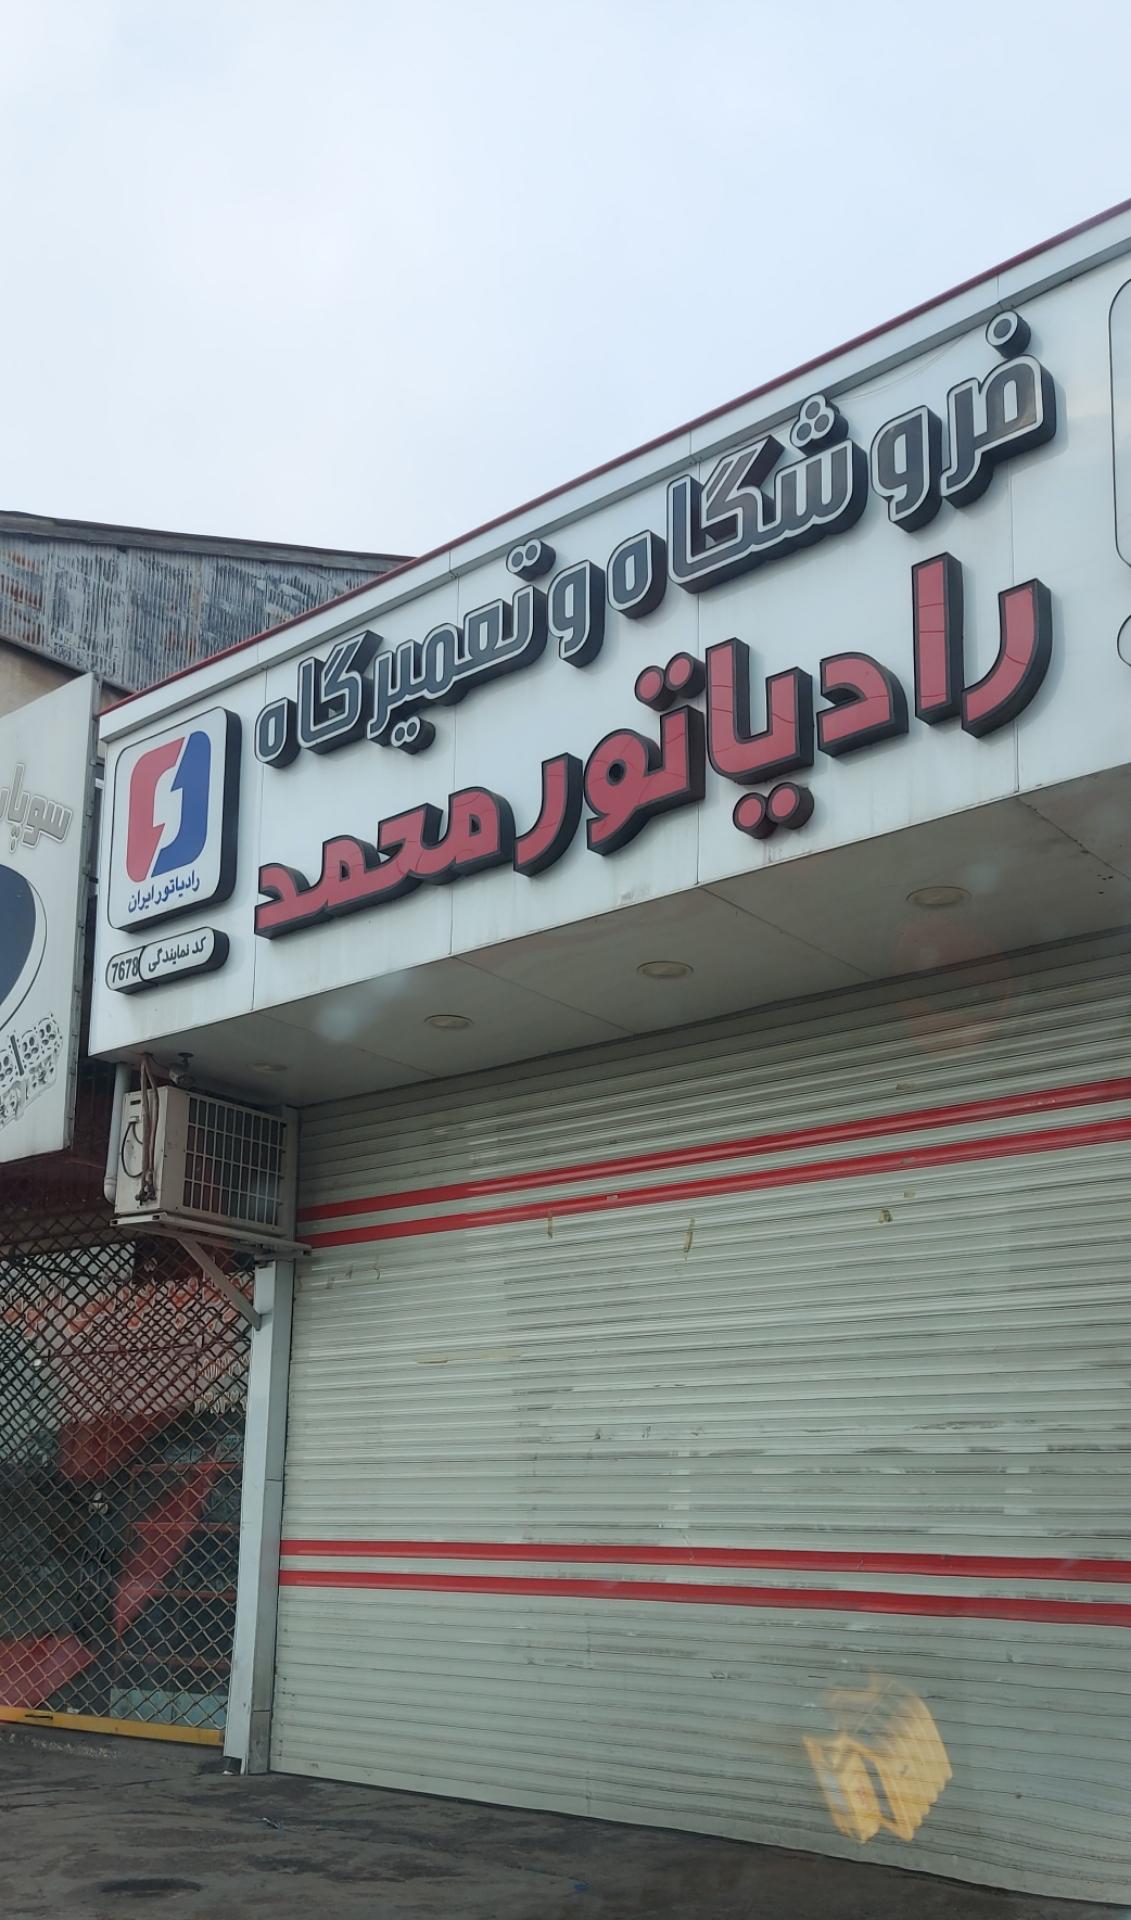 فروشگاه و تعمیرگاه
رادیاتور محمد
رادیاتور ایران
کد نمایندگی 7678